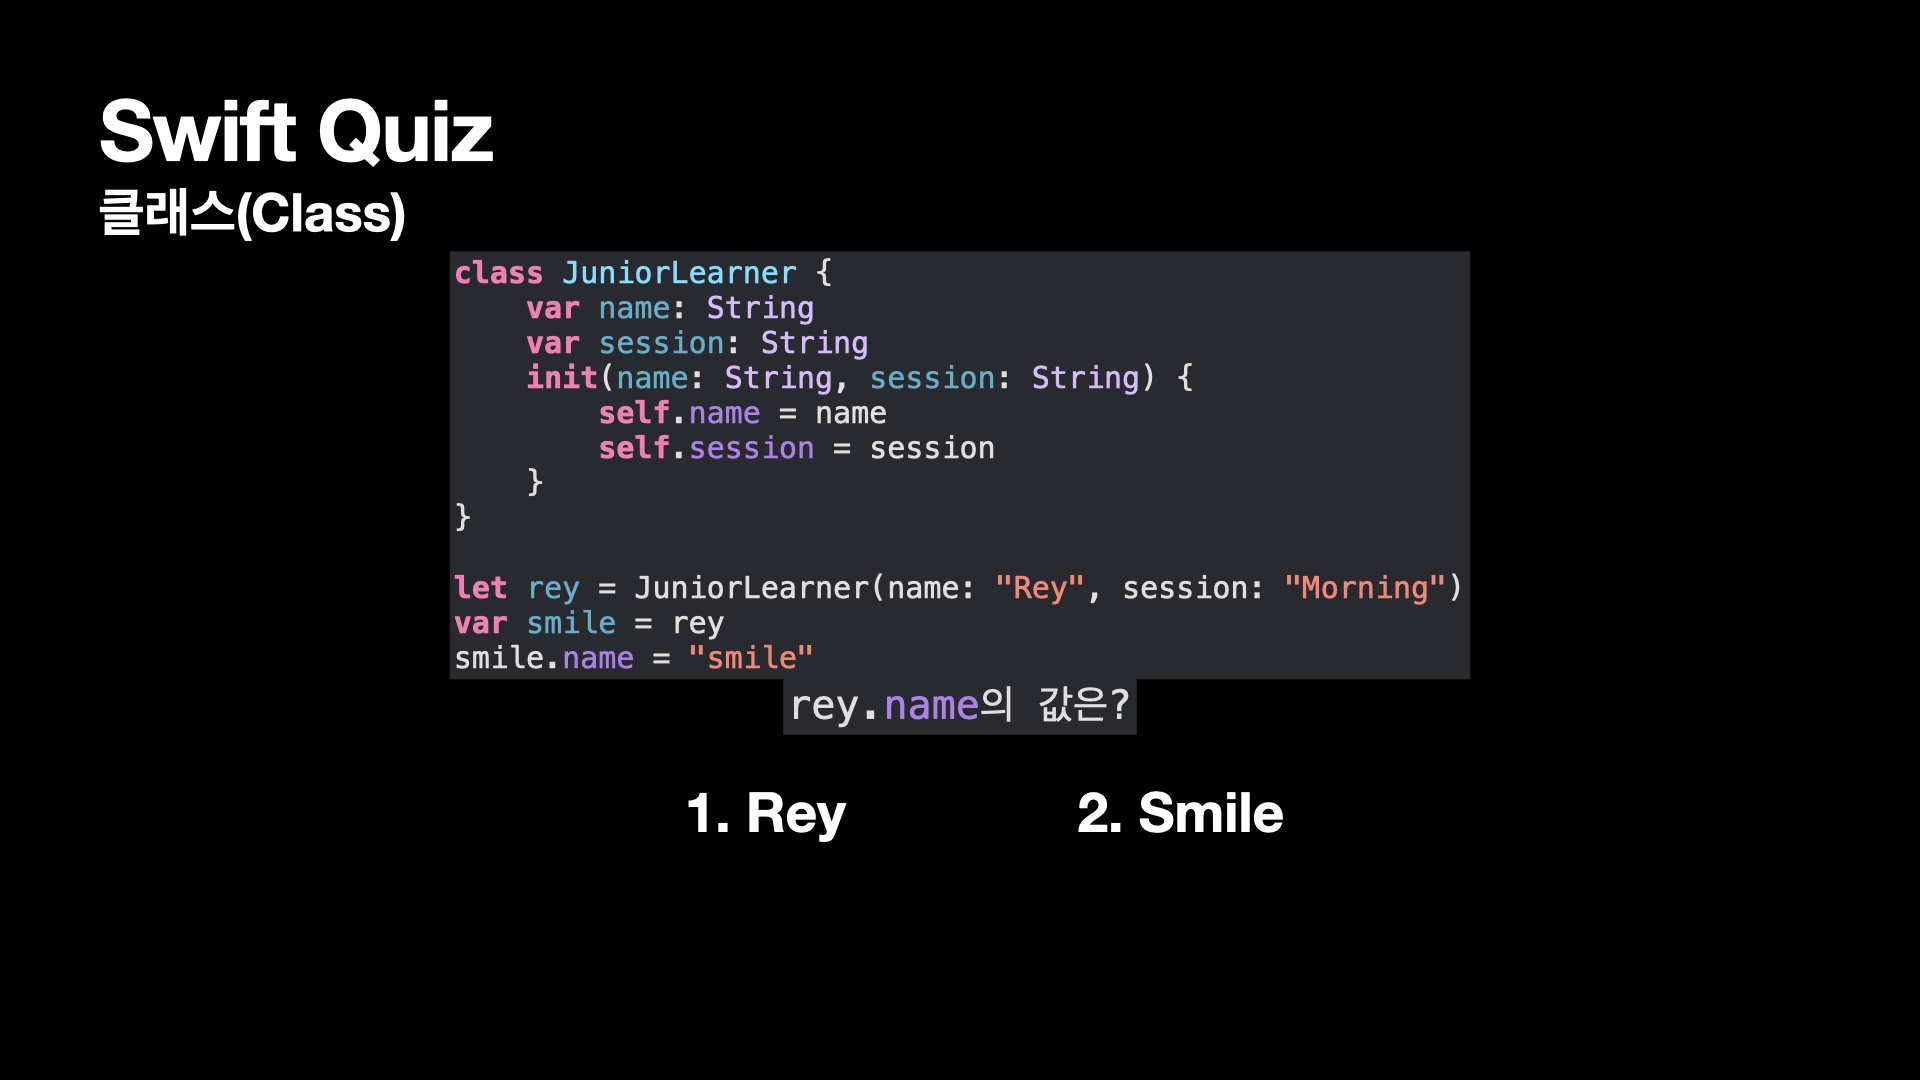 Swift Quiz
클래스(Class)
class JuniorLearner {
    var name: String
    var session: String
    init(name: String, session: String) {
        self.name = name
        self.session = session
    }
}
let rey = JuniorLearner(name: "Rey", session: "Morning")
var smile = rey
smile.name = "smile"
rey.name의 값은?
1. Rey
2. Smile